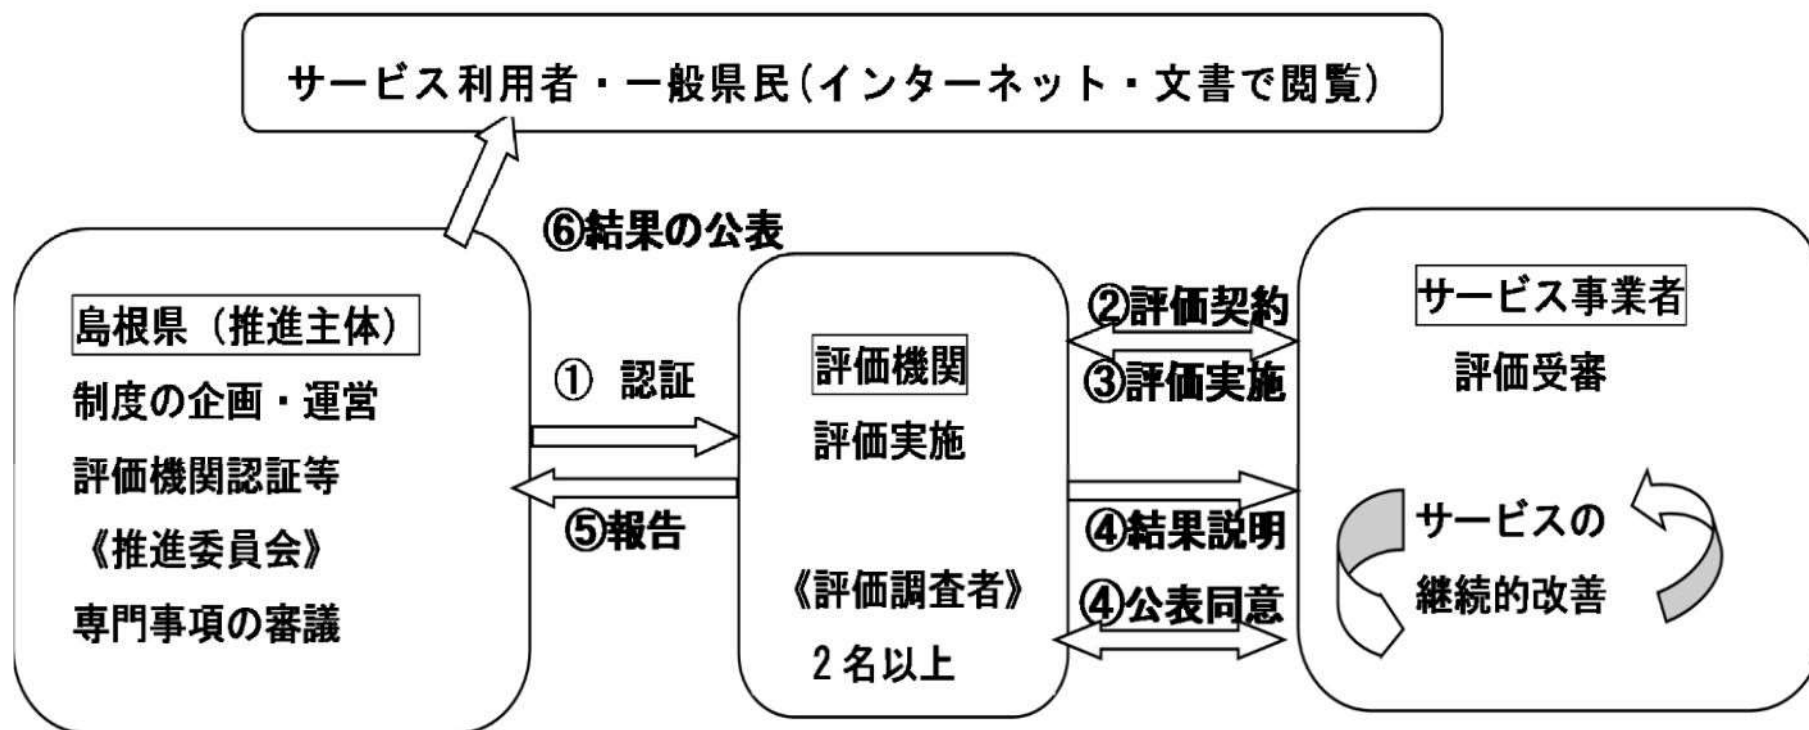 サービス利用者・一般県民(インターネット・文書で閲覧)
⑥結果の公表
島根県（推進主体）
制度の企画・運営
評価機関認証等
《推進委員会》
専門事項の審議
① 認証
⑤報告
評価機関
評価実施
《評価調査者》
2名以上
②評価契約
③評価実施
④結果説明
④公表同意
サービス事業者
評価受審
サービスの
継続的改善